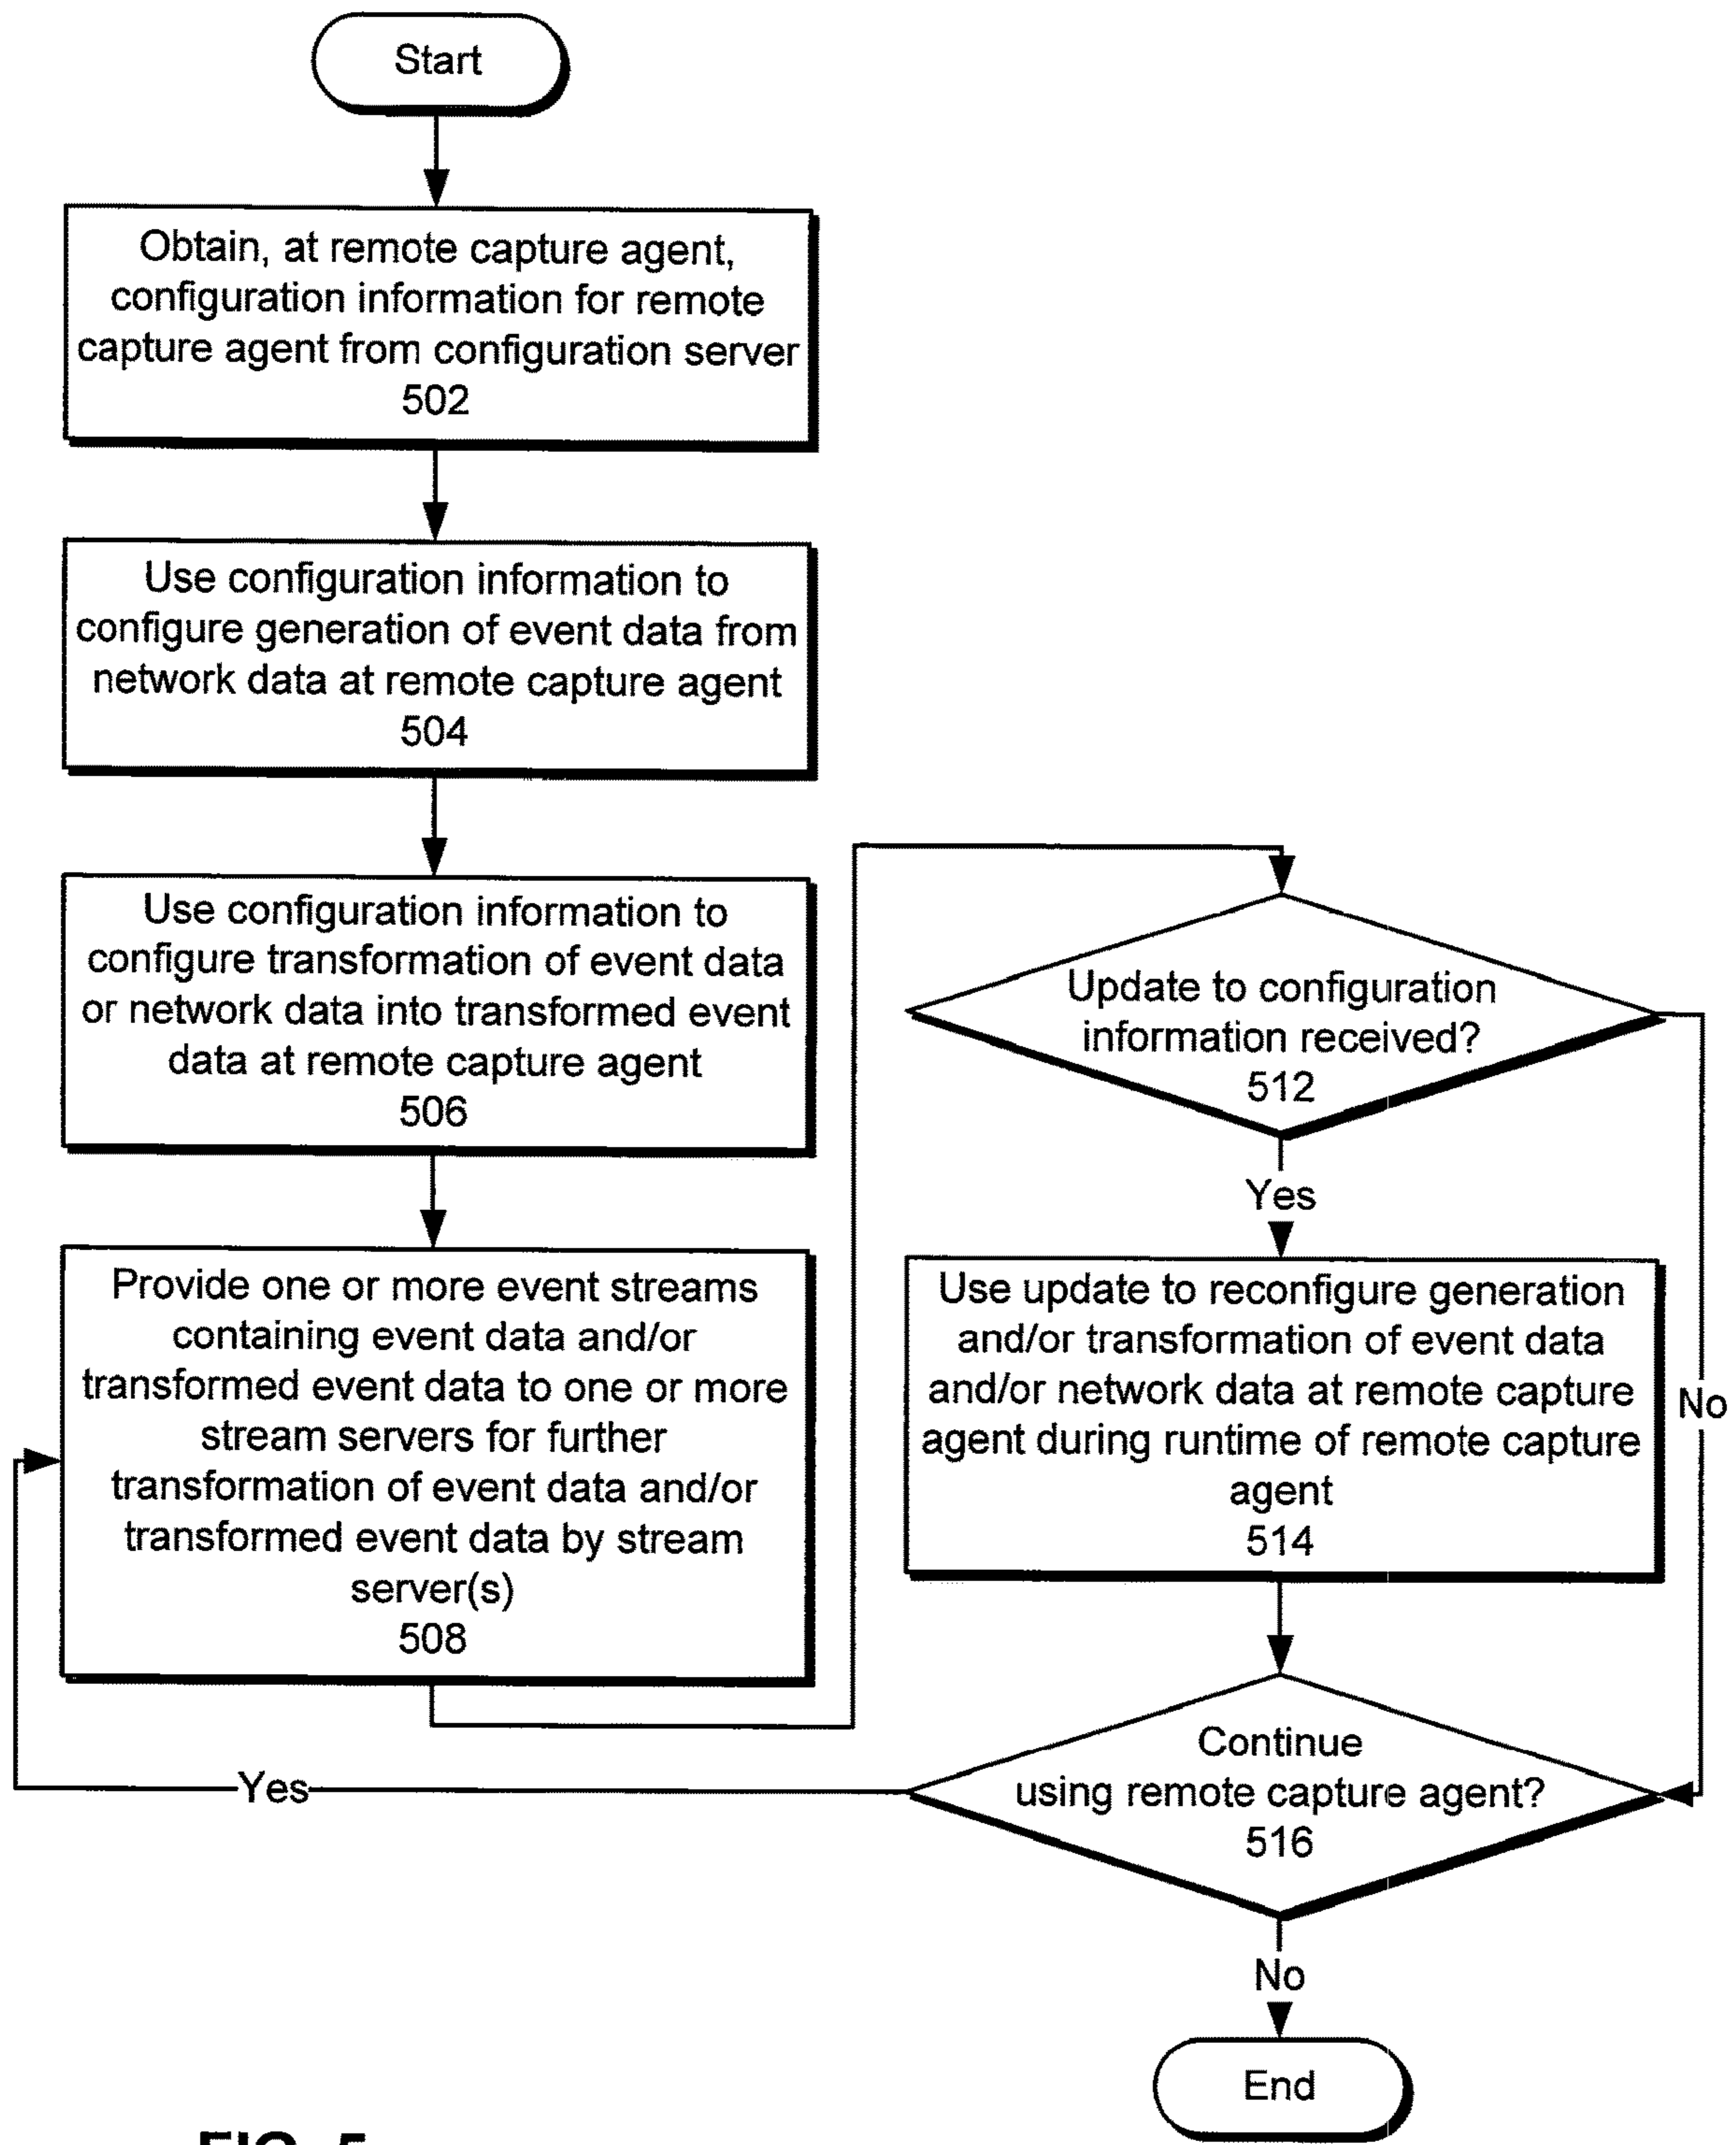 Start
Obtain, at remote capture agent,
configuration information for remote
capture agent from configuration server
502
Use configuration information to
configure generation of event data from
network data at remote capture agent
504
Use configuration information to
configure transformation of event data
or network data into transformed event
data at remote capture agent
506
Provide one or more event streams
containing event data and/or
transformed event data to one or more
stream servers for further
transformation of event data and/or
transformed event data by stream
server(s)
508
Update to configuration
information received?
512
Yes
No
Use update to reconfigure generation
and/or transformation of event data
and/or network data at remote capture
agent during runtime of remote capture
agent
514
Continue
using remote capture agent?
516
Yes
No
End
FIG. 5